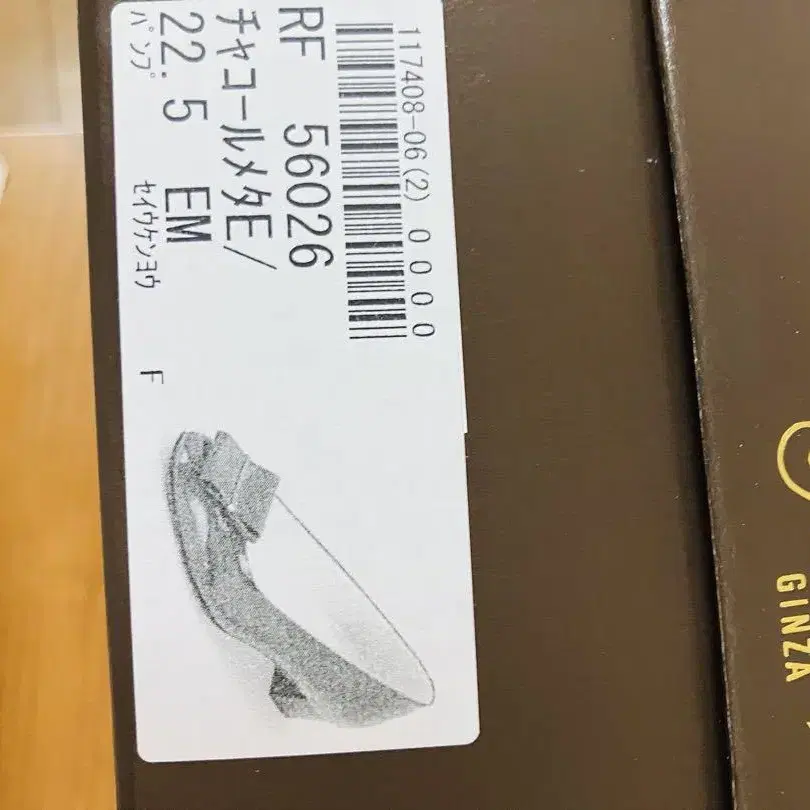 117408-06(2) 0000
RF 56026
チャコールメタE/
22.5 EM
パンプ. セイウケンヨウ F
GINZA